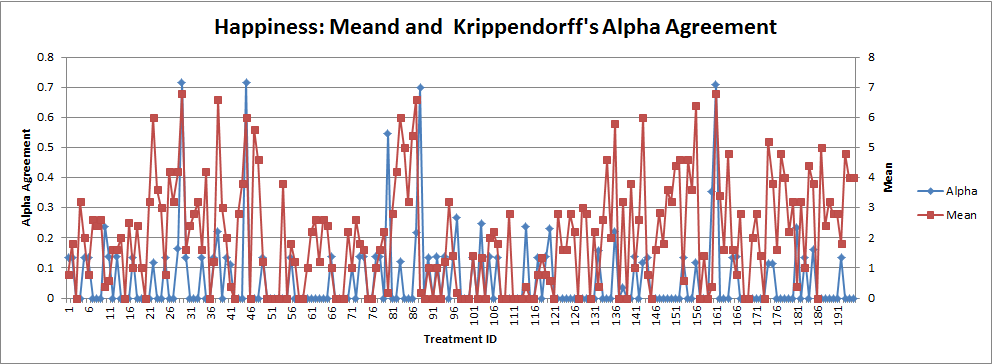 Happiness: Meand and  Krippendorff's Alpha Agreement
0.8
0.7
0.6
0.5
0.4
0.3
0.2
0.1
0
Alpha Agreement
8
7
6
5
4
3
2
1
0
Mean
Alpha
Mean
1 6 11 16 21 26 31 36 41 46 51 56 61 66 71 76 81 86 91 96 101 106 111 116 121 126 131 136 141 146 151 156 161 166 171 176 181 186 191
Treatment ID